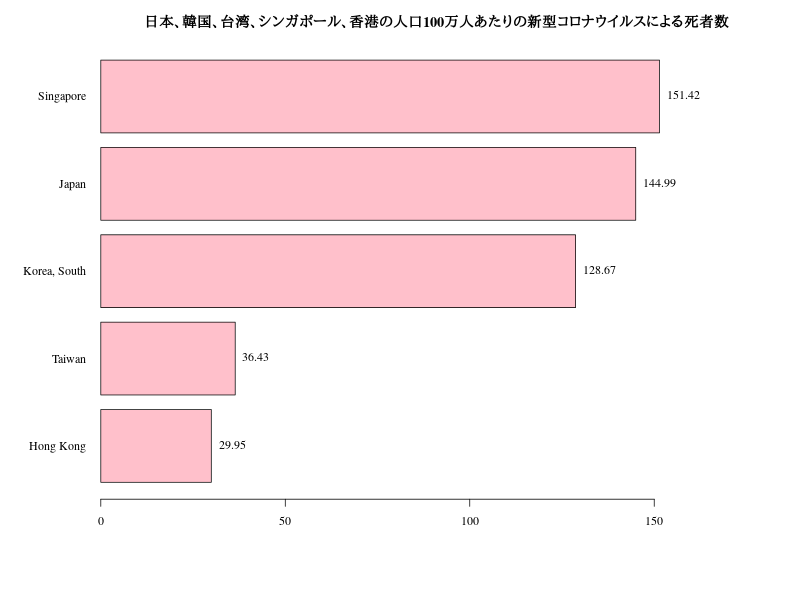 日本、韓国、台湾、シンガポール、香港の人口100万人あたりの新型コロナウイルスによる死者数
Singapore 151.42
Japan 144.99
Korea, South 128.67
Taiwan 36.43
Hong Kong 29.95
0 50 100 150